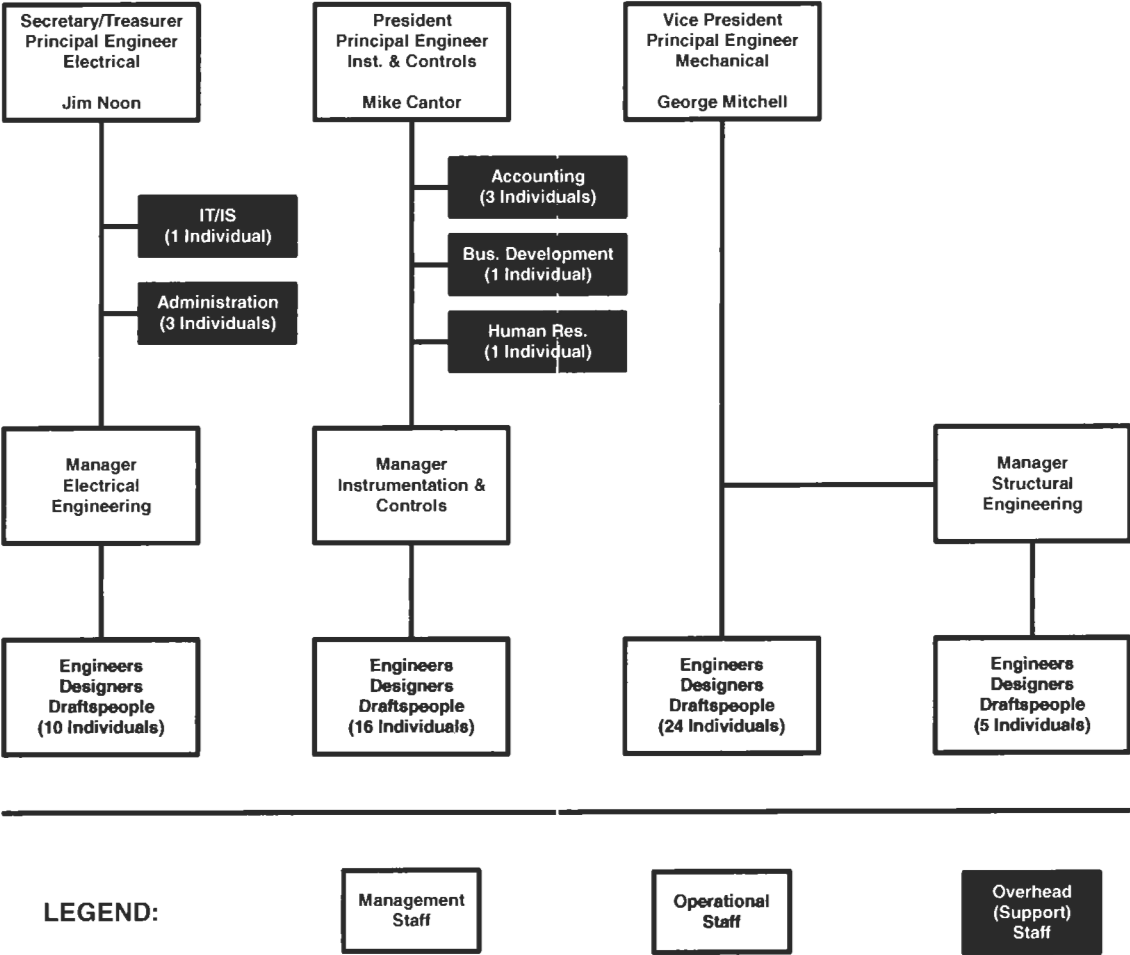 Secretary/Treasurer
Principal Engineer
Electrical
Jim Noon
President
Principal Engineer
Inst. & Controls
Mike Cantor
Vice President
Principal Engineer
Mechanical
George Mitchell
IT/IS
(1 Individual)
Administration
(3 Individuals)
Accounting
(3 Individuals)
Bus. Development
(1 Individual)
Human Res.
(1 Individual)
Manager
Electrical
Engineering
Manager
Instrumentation &
Controls
Manager
Structural
Engineering
Engineers
Designers
Draftspeople
(10 Individuals)
Engineers
Designers
Draftspeople
(16 Individuals)
Engineers
Designers
Draftspeople
(24 Individuals)
Engineers
Designers
Draftspeople
(5 Individuals)
LEGEND:
Management
Staff
Operational
Staff
Overhead
(Support)
Staff